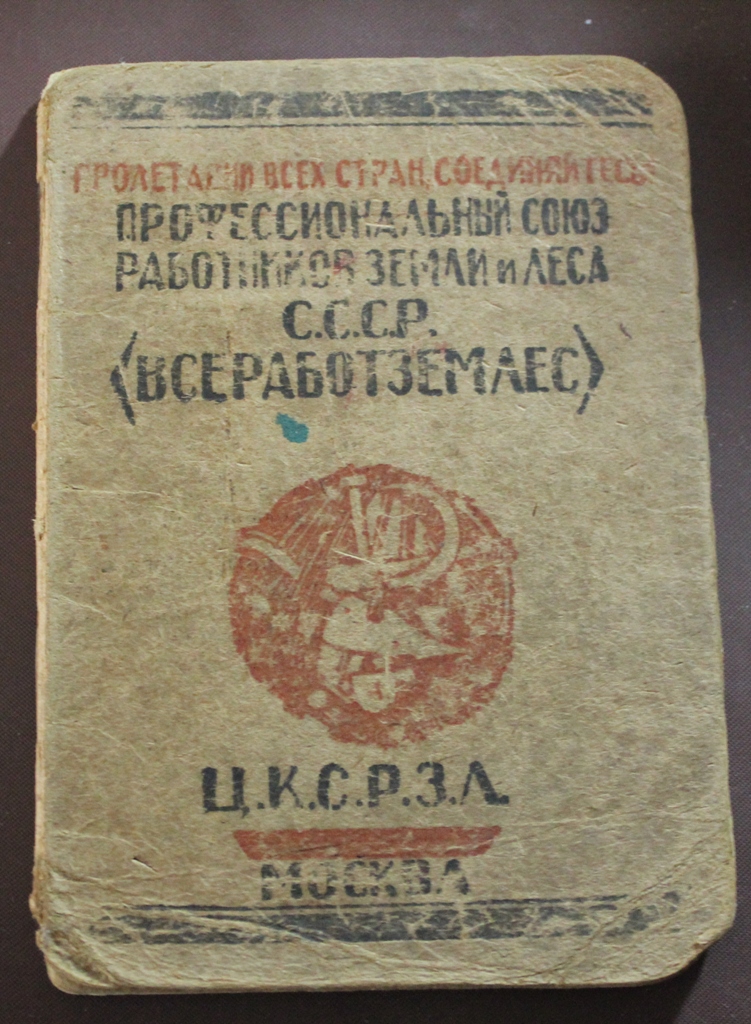 ПРОЛЕТАРИИ ВСЕХ СТРАН, СОЕДИНЯЙТЕСЬ
ПРОФЕССИОНАЛЬНЫЙ СОЮЗ
РАБОТНИКОВ ЗЕМЛИ и ЛЕСА
С.С.С.Р.
〈ВСЕРАБОТЗЕМЛЕС〉
Ц.К.С.Р.З.Л.
МОСКВА